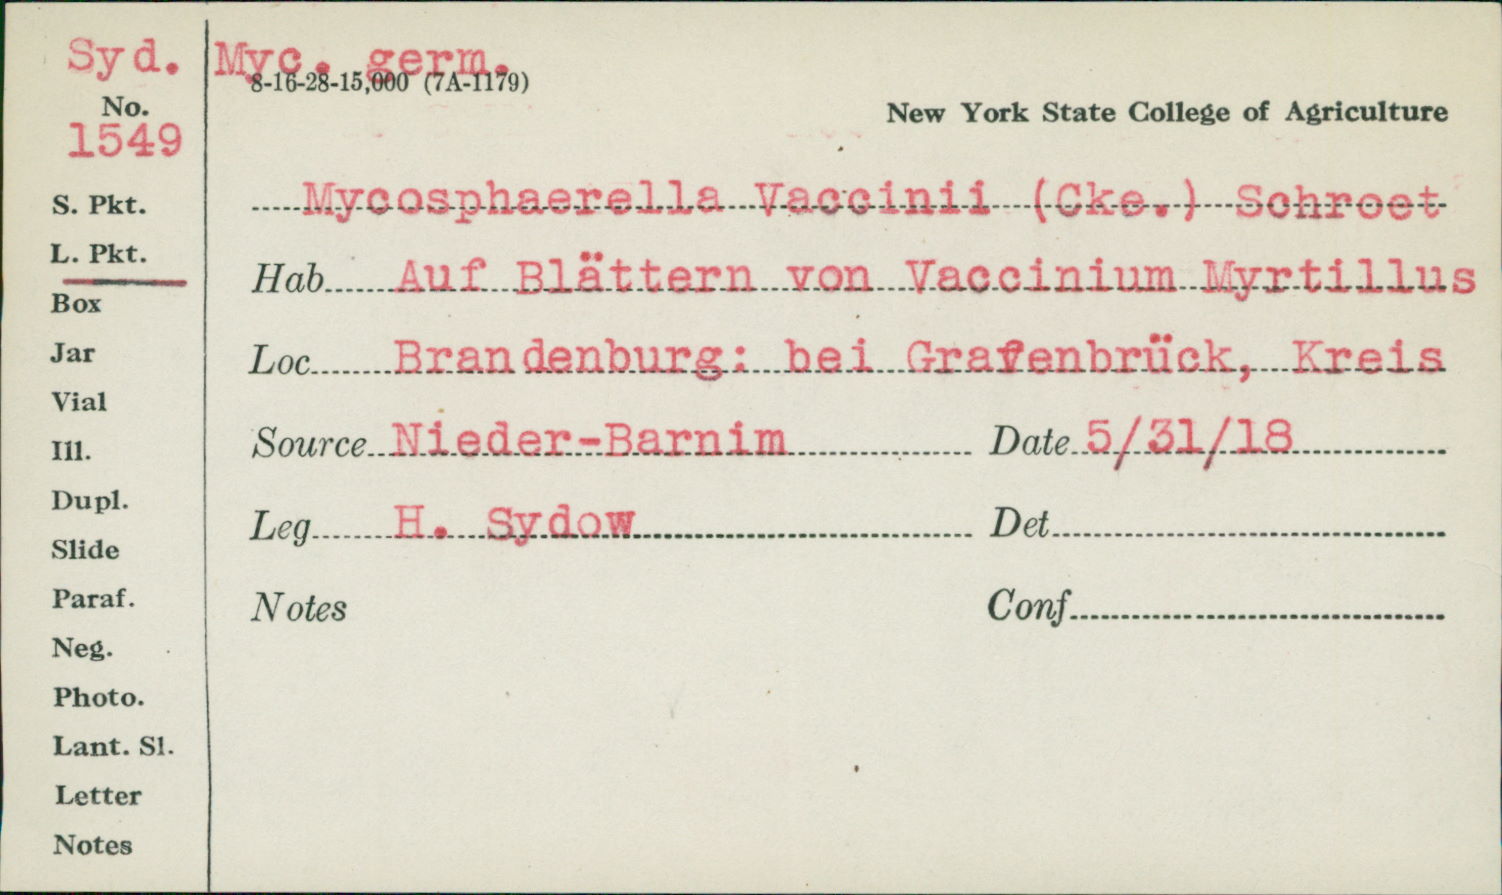 Syd. Myc. germ.
8-16-28-15,000 (7A-1179)
No.
1549
New York State College of Agriculture
Mycosphaerella Vaccinii (Cke.) Schroet
Hab Auf Blättern von Vaccinium Myrtillus
Loc Brandenburg: bei Grafenbrück, Kreis
Source Nieder-Barnim Date 5/31/18
Leg H. Sydow Det
Notes Conf
S. Pkt.
L. Pkt.
Box
Jar
Vial
Ill.
Dupl.
Slide
Paraf.
Neg.
Photo.
Lant. Sl.
Letter
Notes